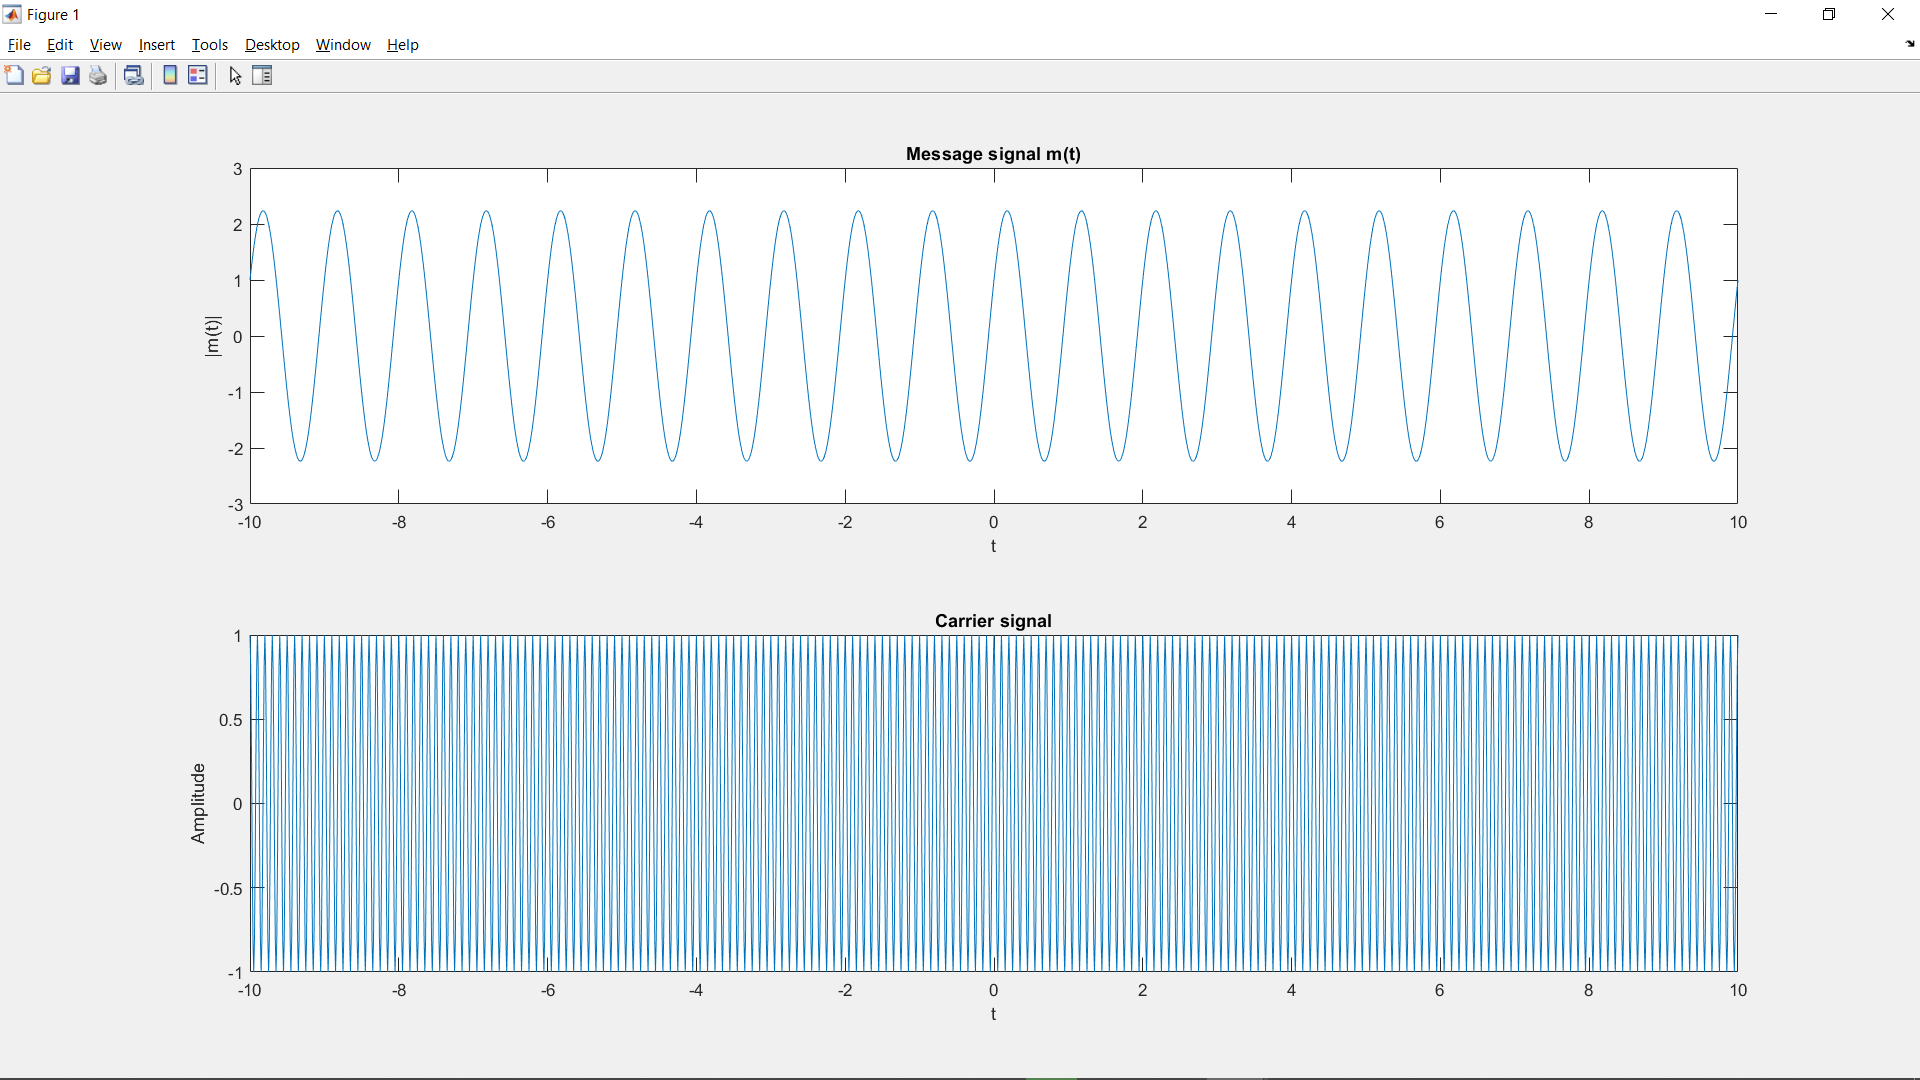 Figure 1
File Edit View Insert Tools Desktop Window Help
Message signal m(t)
3
2
1
0
-1
-2
-3
|m(t)|
-10 -8 -6 -4 -2 0 2 4 6 8 10
t
Carrier signal
1
0.5
0
-0.5
-1
Amplitude
-10 -8 -6 -4 -2 0 2 4 6 8 10
t